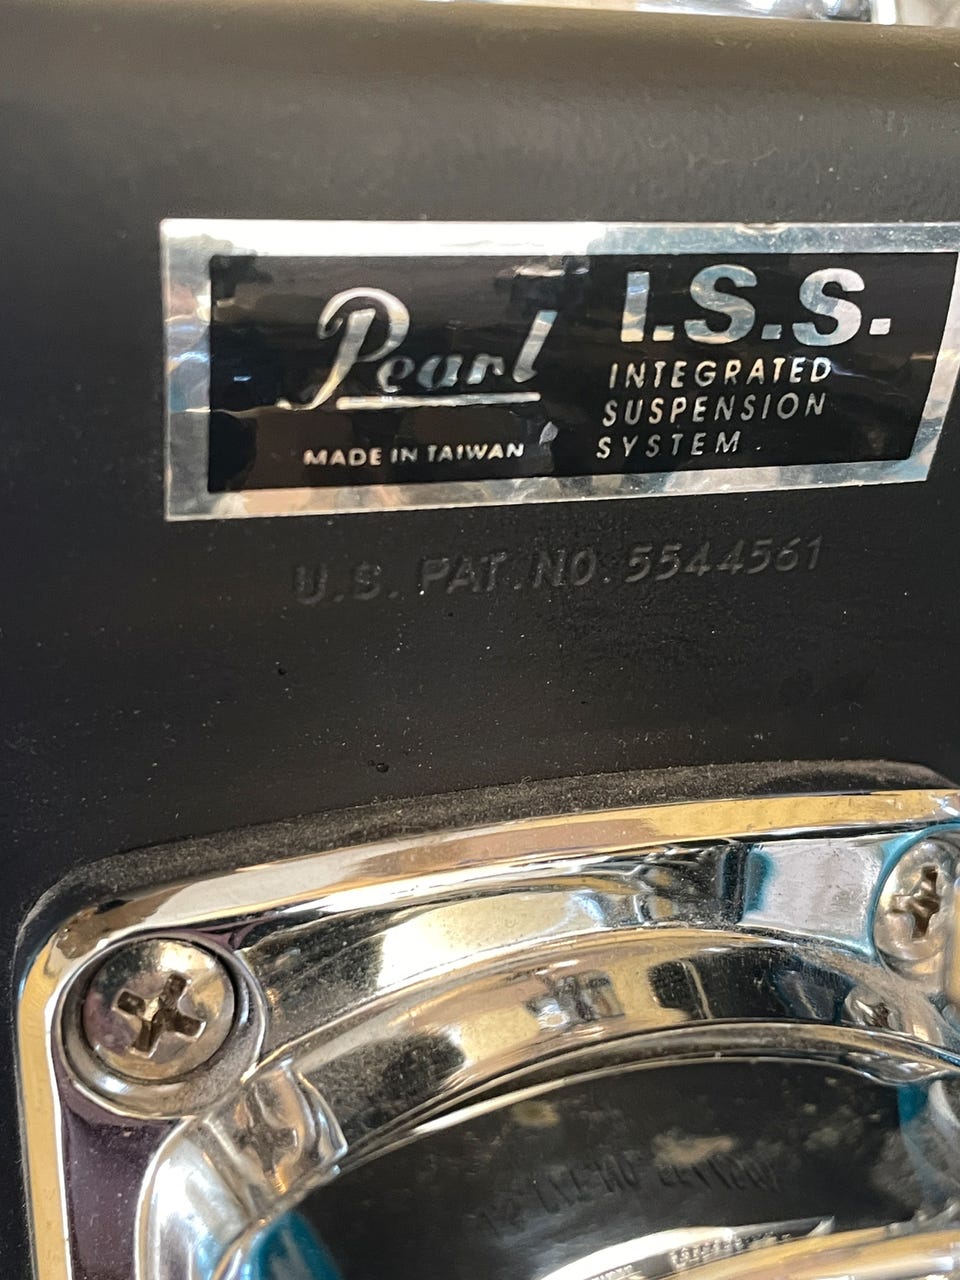 Pearl
MADE IN TAIWAN
I.S.S.
INTEGRATED
SUSPENSION
SYSTEM
U.S. PAT.NO. 5544561